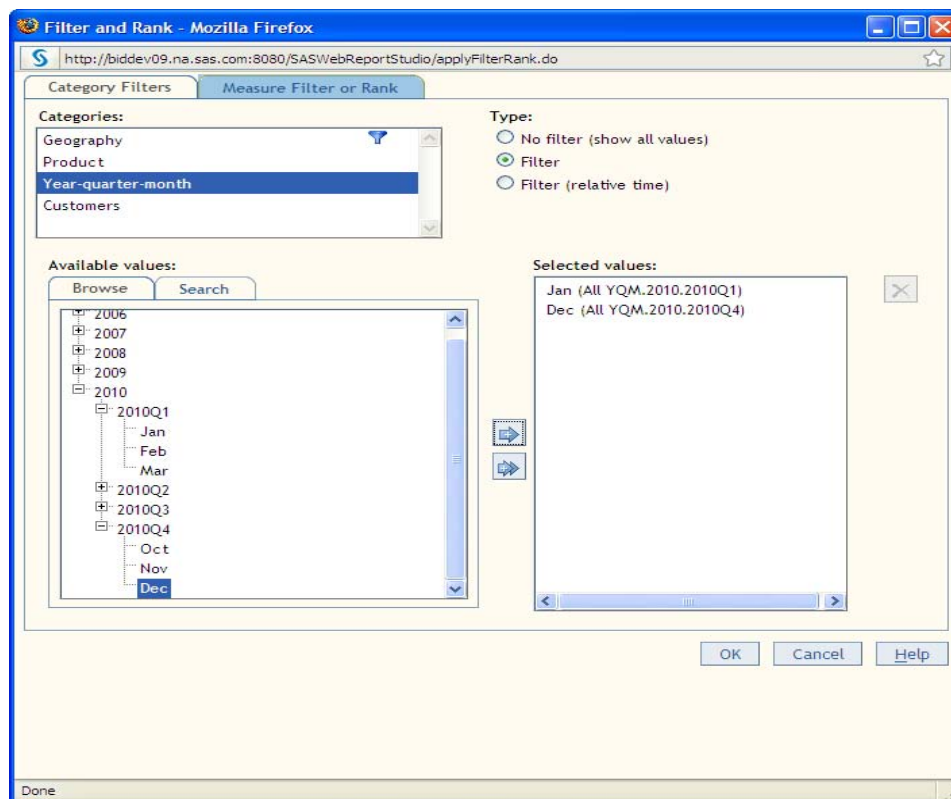 Filter and Rank - Mozilla Firefox
http://biddev09.na.sas.com:8080/SASWebReportStudio/applyFilterRank.do
Category Filters
Measure Filter or Rank
Categories:
Geography
Product
Year-quarter-month
Customers
Type:
No filter (show all values)
Filter
Filter (relative time)
Available values:
Browse
Search
2006
2007
2008
2009
2010
2010Q1
Jan
Feb
Mar
2010Q2
2010Q3
2010Q4
Oct
Nov
Dec
Selected values:
Jan (All YQM.2010.2010Q1)
Dec (All YQM.2010.2010Q4)
OK
Cancel
Help
Done